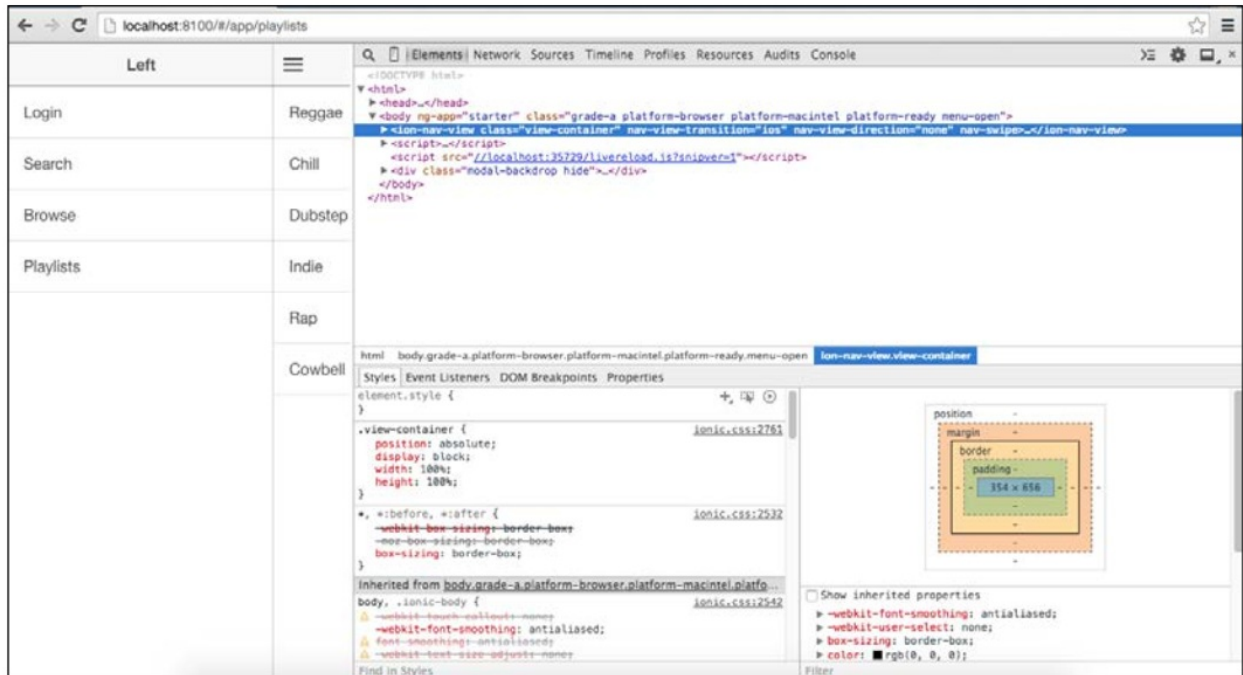 localhost:8100/#/app/playlists
Left
Login
Search
Browse
Playlists
Reggae
Chill
Dubstep
Indie
Rap
Cowbell
Elements Network Sources Timeline Profiles Resources Audits Console
<!DOCTYPE html>
▼<html>
▶<head>…</head>
▼<body ng-app="starter" class="grade-a platform-browser platform-macintel platform-ready menu-open">
▶<ion-nav-view class="view-container" nav-view-transition="ios" nav-view-direction="none" nav-swipe>…</ion-nav-view>
▶<script>…</script>
<script src="//localhost:35729/livereload.js?snipver=1"></script>
▶<div class="modal-backdrop hide">…</div>
</body>
</html>
html body.grade-a.platform-browser.platform-macintel.platform-ready.menu-open ion-nav-view.view-container
Styles Event Listeners DOM Breakpoints Properties
element.style {
}
.view-container { ionic.css:2761
position: absolute;
display: block;
width: 100%;
height: 100%;
}
*, *:before, *:after { ionic.css:2532
-webkit-box-sizing: border-box;
-moz-box-sizing: border-box;
box-sizing: border-box;
}
Inherited from body.grade-a.platform-browser.platform-macintel.platfo…
body, .ionic-body { ionic.css:2542
-webkit-touch-callout: none;
-webkit-font-smoothing: antialiased;
font-smoothing: antialiased;
-webkit-text-size-adjust: none;
Find in Styles
position -
margin -
border -
padding -
354 × 656
Show inherited properties
▶ -webkit-font-smoothing: antialiased;
▶ -webkit-user-select: none;
▶ box-sizing: border-box;
▶ color: rgb(0, 0, 0);
Filter